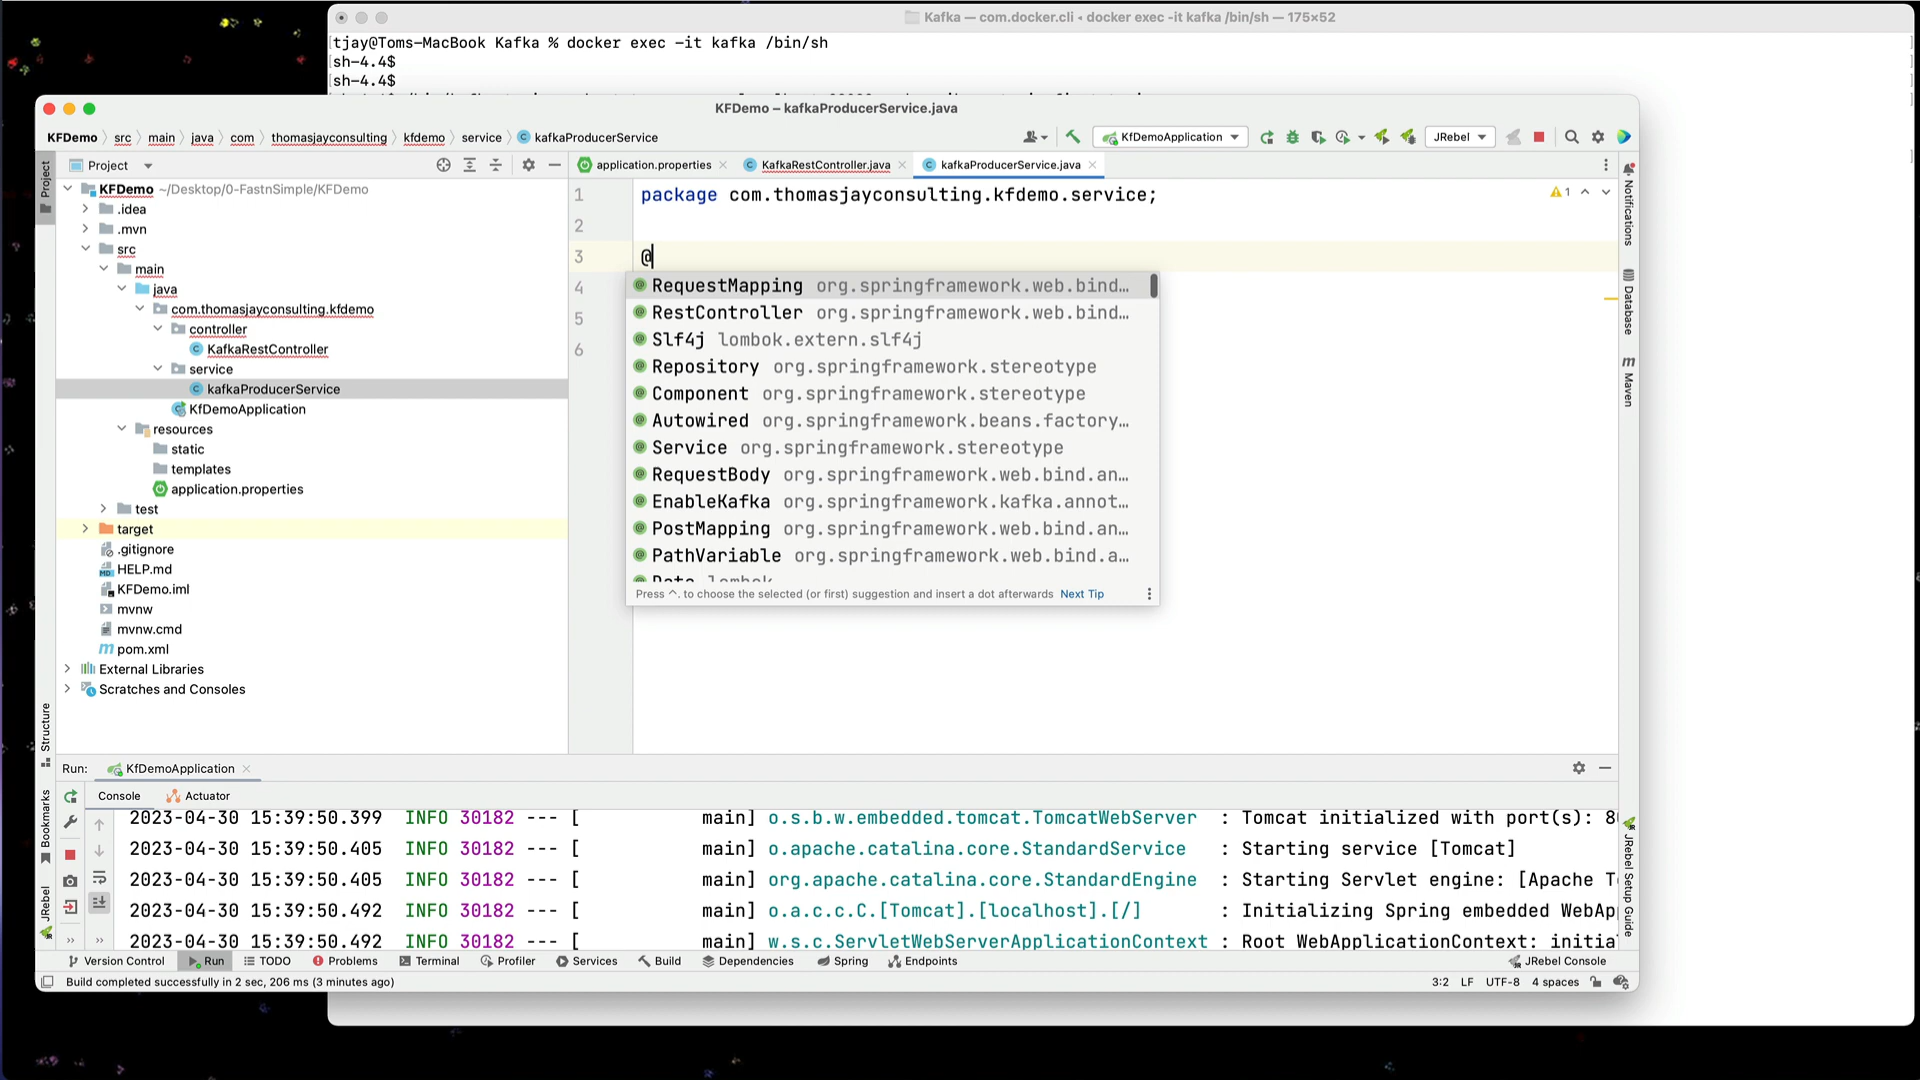 Kafka — com.docker.cli ◂ docker exec -it kafka /bin/sh — 175×52
tjay@Toms-MacBook Kafka % docker exec -it kafka /bin/sh
sh-4.4$
sh-4.4$
KFDemo – kafkaProducerService.java
KFDemo src main java com thomasjayconsulting kfdemo service kafkaProducerService
KfDemoApplication
JRebel
Project
application.properties
KafkaRestController.java
kafkaProducerService.java
KFDemo ~/Desktop/0-FastnSimple/KFDemo
.idea
.mvn
src
main
java
com.thomasjayconsulting.kfdemo
controller
KafkaRestController
service
kafkaProducerService
KfDemoApplication
resources
static
templates
application.properties
test
target
.gitignore
HELP.md
KFDemo.iml
mvnw
mvnw.cmd
pom.xml
External Libraries
Scratches and Consoles
1 package com.thomasjayconsulting.kfdemo.service;
1
2
3 @
4
5
6
RequestMapping org.springframework.web.bind…
RestController org.springframework.web.bind…
Slf4j lombok.extern.slf4j
Repository org.springframework.stereotype
Component org.springframework.stereotype
Autowired org.springframework.beans.factory…
Service org.springframework.stereotype
RequestBody org.springframework.web.bind.an…
EnableKafka org.springframework.kafka.annot…
PostMapping org.springframework.web.bind.an…
PathVariable org.springframework.web.bind.a…
Data lombok
Press ^. to choose the selected (or first) suggestion and insert a dot afterwards Next Tip
Project
Structure
Bookmarks
JRebel
Notifications
Database
Maven
JRebel Setup Guide
Run: KfDemoApplication
Console Actuator
2023-04-30 15:39:50.399 INFO 30182 --- [ main] o.s.b.w.embedded.tomcat.TomcatWebServer : Tomcat initialized with port(s): 8
2023-04-30 15:39:50.405 INFO 30182 --- [ main] o.apache.catalina.core.StandardService : Starting service [Tomcat]
2023-04-30 15:39:50.405 INFO 30182 --- [ main] org.apache.catalina.core.StandardEngine : Starting Servlet engine: [Apache T
2023-04-30 15:39:50.492 INFO 30182 --- [ main] o.a.c.c.C.[Tomcat].[localhost].[/] : Initializing Spring embedded WebAp
2023-04-30 15:39:50.492 INFO 30182 --- [ main] w.s.c.ServletWebServerApplicationContext : Root WebApplicationContext: initia
Version Control Run TODO Problems Terminal Profiler Services Build Dependencies Spring Endpoints JRebel Console
Build completed successfully in 2 sec, 206 ms (3 minutes ago)
3:2 LF UTF-8 4 spaces